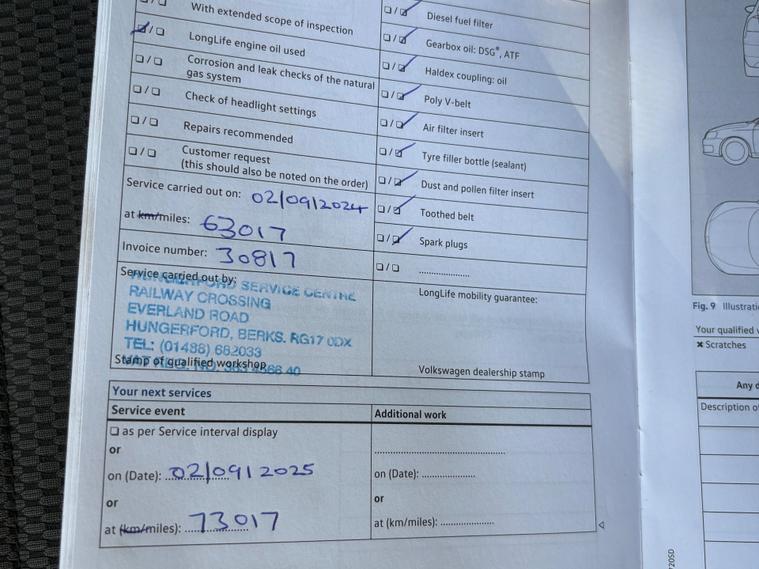 With extended scope of inspection
LongLife engine oil used
Corrosion and leak checks of the natural
gas system
Check of headlight settings
Repairs recommended
Customer request
(this should also be noted on the order)
Service carried out on: 02/09/2024
at km/miles: 63017
Invoice number: 30817
Service carried out by:
SERVICE CENTRE
RAILWAY CROSSING
EVERLAND ROAD
HUNGERFORD, BERKS. RG17 0DX
TEL: (01488) 682033
Stamp of qualified workshop
Diesel fuel filter
Gearbox oil: DSG®, ATF
Haldex coupling: oil
Poly V-belt
Air filter insert
Tyre filler bottle (sealant)
Dust and pollen filter insert
Toothed belt
Spark plugs
LongLife mobility guarantee:
Volkswagen dealership stamp
Your next services
Service event
as per Service interval display
or
on (Date): 02/09/2025
or
at (km/miles): 73017
Additional work
on (Date):
or
at (km/miles):
Fig. 9
Your qualified
× Scratches
Any
Description